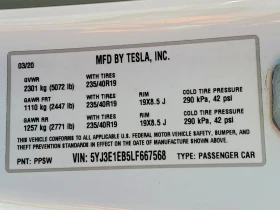 MFD BY TESLA, INC.
03/20
GVWR WITH TIRES
2301 kg (5072 lb) 235/40R19
GAWR FRT WITH TIRES RIM COLD TIRE PRESSURE
1110 kg (2447 lb) 235/40R19 19X8.5 J 290 kPa, 42 psi
GAWR RR WITH TIRES RIM COLD TIRE PRESSURE
1257 kg (2771 lb) 235/40R19 19X8.5 J 290 kPa, 42 psi
THIS VEHICLE CONFORMS TO ALL APPLICABLE U.S. FEDERAL MOTOR VEHICLE SAFETY, BUMPER, AND
THEFT PREVENTION STANDARDS IN EFFECT ON THE DATE OF MANUFACTURE SHOWN ABOVE.
PNT: PPSW VIN: 5YJ3E1EB5LF667568 TYPE: PASSENGER CAR